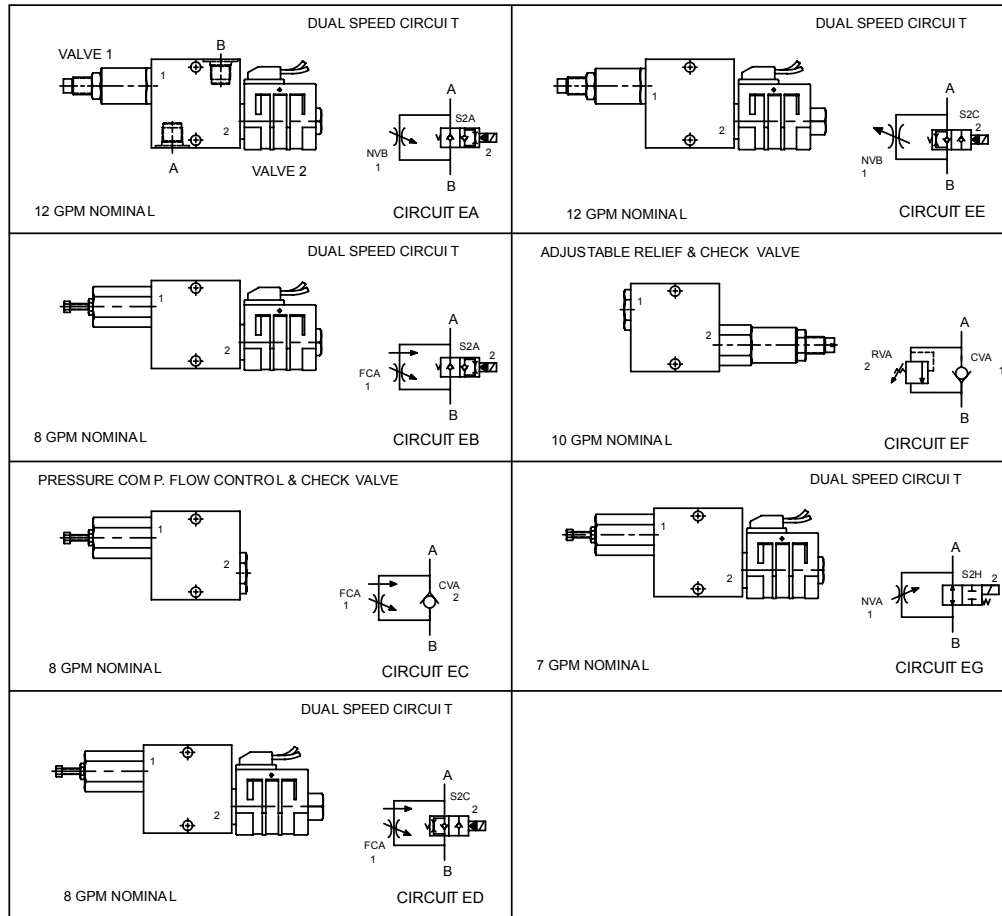 DUAL SPEED CIRCUIT
VALVE 1
B
1
2
A
VALVE 2
A
S2A
NVB
1
2
B
12 GPM NOMINAL
CIRCUIT EA
DUAL SPEED CIRCUIT
1
2
A
S2C
2
NVB
1
B
12 GPM NOMINAL
CIRCUIT EE
DUAL SPEED CIRCUIT
1
2
A
S2A
2
FCA
1
B
8 GPM NOMINAL
CIRCUIT EB
ADJUSTABLE RELIEF & CHECK VALVE
1
2
A
RVA
2
CVA
1
B
10 GPM NOMINAL
CIRCUIT EF
PRESSURE COMP. FLOW CONTROL & CHECK VALVE
1
2
A
FCA
1
CVA
2
B
8 GPM NOMINAL
CIRCUIT EC
DUAL SPEED CIRCUIT
1
2
A
S2H
2
NVA
1
B
7 GPM NOMINAL
CIRCUIT EG
DUAL SPEED CIRCUIT
1
2
A
S2C
2
FCA
1
B
8 GPM NOMINAL
CIRCUIT ED